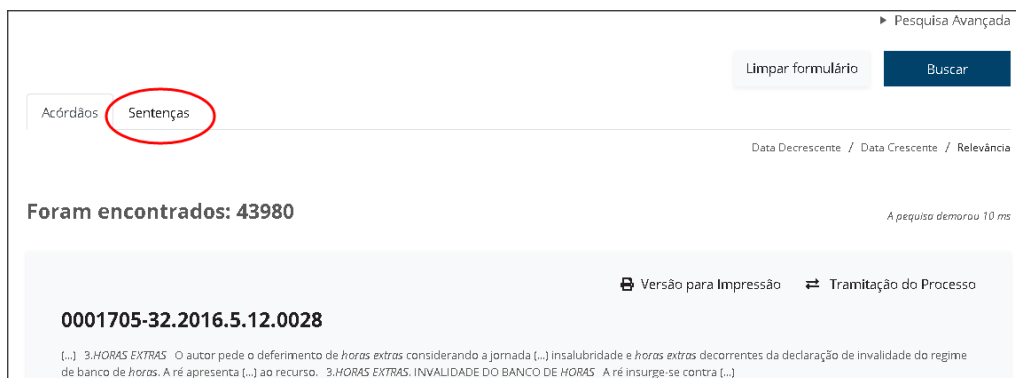 ▶ Pesquisa Avançada
Limpar formulário Buscar
Acórdãos Sentenças
Data Decrescente / Data Crescente / Relevância
Foram encontrados: 43980
A pequisa demorou 10 ms
Versão para Impressão Tramitação do Processo
0001705-32.2016.5.12.0028
(...) 3.HORAS EXTRAS O autor pede o deferimento de horas extras considerando a jornada (...) insalubridade e horas extras decorrentes da declaração de invalidade do regime
de banco de horas. A ré apresenta (...) ao recurso. 3.HORAS EXTRAS. INVALIDADE DO BANCO DE HORAS A ré insurge-se contra (...)